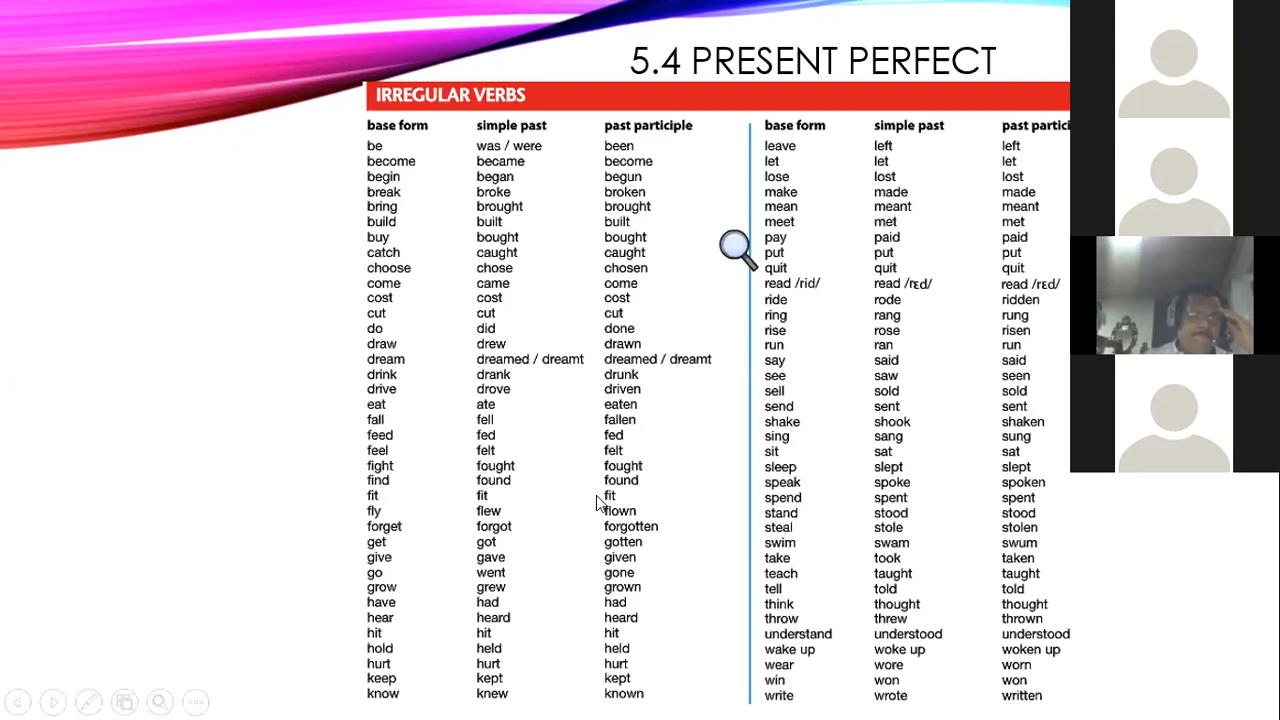 5.4 PRESENT PERFECT
IRREGULAR VERBS
base form simple past past participle
be was / were been
become became become
begin began begun
break broke broken
bring brought brought
build built built
buy bought bought
catch caught caught
choose chose chosen
come came come
cost cost cost
cut cut cut
do did done
draw drew drawn
dream dreamed / dreamt dreamed / dreamt
drink drank drunk
drive drove driven
eat ate eaten
fall fell fallen
feed fed fed
feel felt felt
fight fought fought
find found found
fit fit fit
fly flew flown
forget forgot forgotten
get got gotten
give gave given
go went gone
grow grew grown
have had had
hear heard heard
hit hit hit
hold held held
hurt hurt hurt
keep kept kept
know knew known
base form simple past past partici
leave left left
let let let
lose lost lost
make made made
mean meant meant
meet met met
pay paid paid
put put put
quit quit quit
read /rid/ read /rɛd/ read /rɛd/
ride rode ridden
ring rang rung
rise rose risen
run ran run
say said said
see saw seen
sell sold sold
send sent sent
shake shook shaken
sing sang sung
sit sat sat
sleep slept slept
speak spoke spoken
spend spent spent
stand stood stood
steal stole stolen
swim swam swum
take took taken
teach taught taught
tell told told
think thought thought
throw threw thrown
understand understood understood
wake up woke up woken up
wear wore worn
win won won
write wrote written